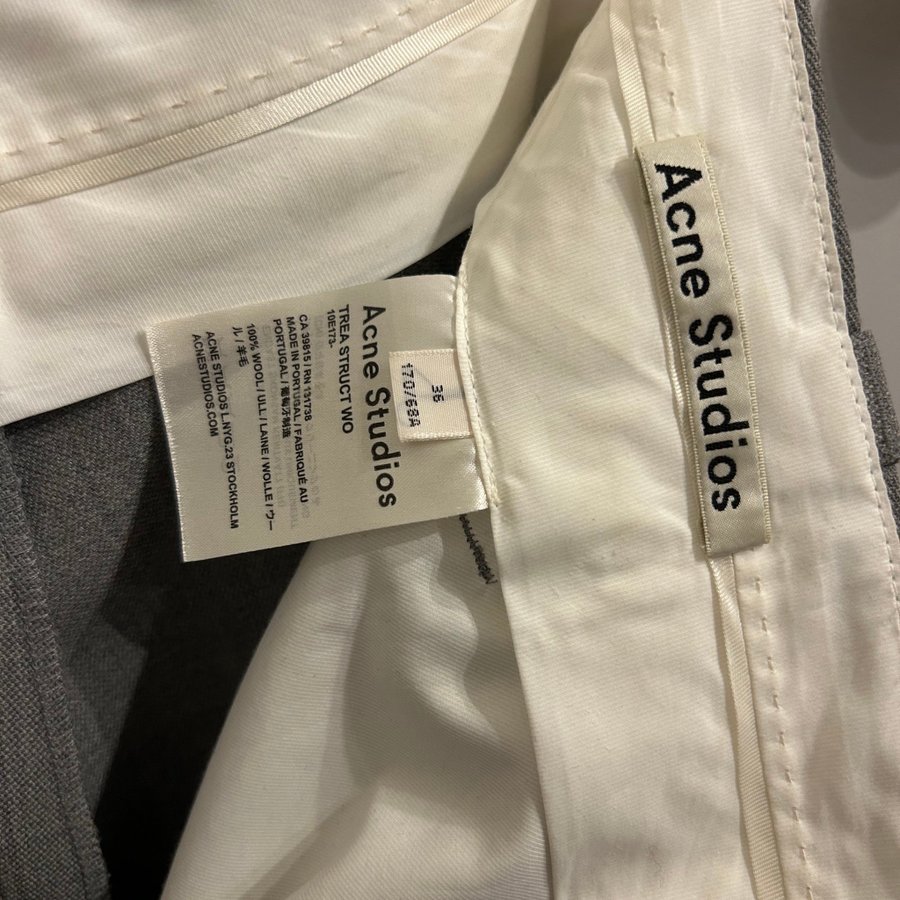 Acne Studios
Acne Studios
TREA STRUCT WO
10E173-
CA 39815 / RN 131738
MADE IN PORTUGAL / FABRIQUÉ AU
PORTUGAL / 葡萄牙制造
100% WOOL / ULL / LAINE / WOLLE / ウー
ル / 羊毛
ACNE STUDIOS L.NYG.23 STOCKHOLM
ACNESTUDIOS.COM
36
170/68A